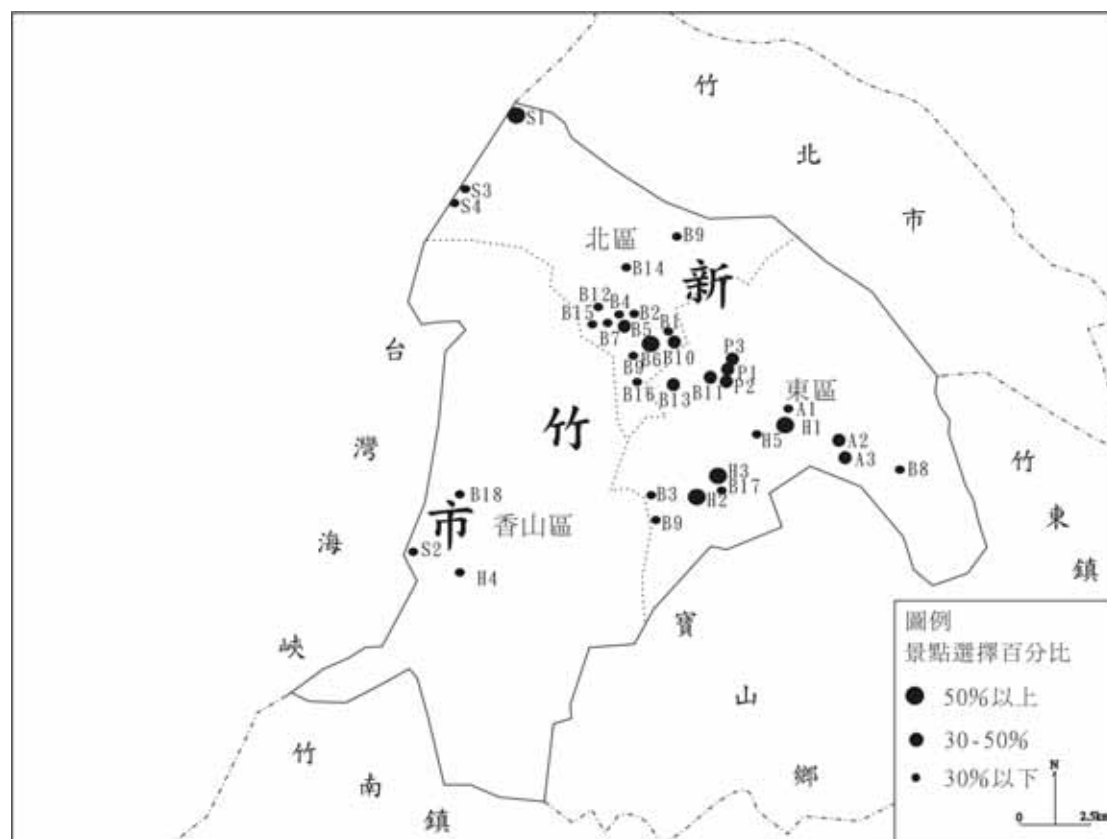 竹北市
S1
S3
S4
北區
B9
新
B14
B12
B4
B2
B15
B7
B5
B1
B6
B10
B9
P3
P1
B16
B13
B11
P2
台灣海峽
東區
A1
竹
H1
H5
A2
A3
B8
竹東鎮
H3
B17
B3
H2
B18
市
香山區
B9
S2
H4
寶山鄉
竹南鎮
圖例
景點選擇百分比
50%以上
30-50%
30%以下
N
0 2.5km